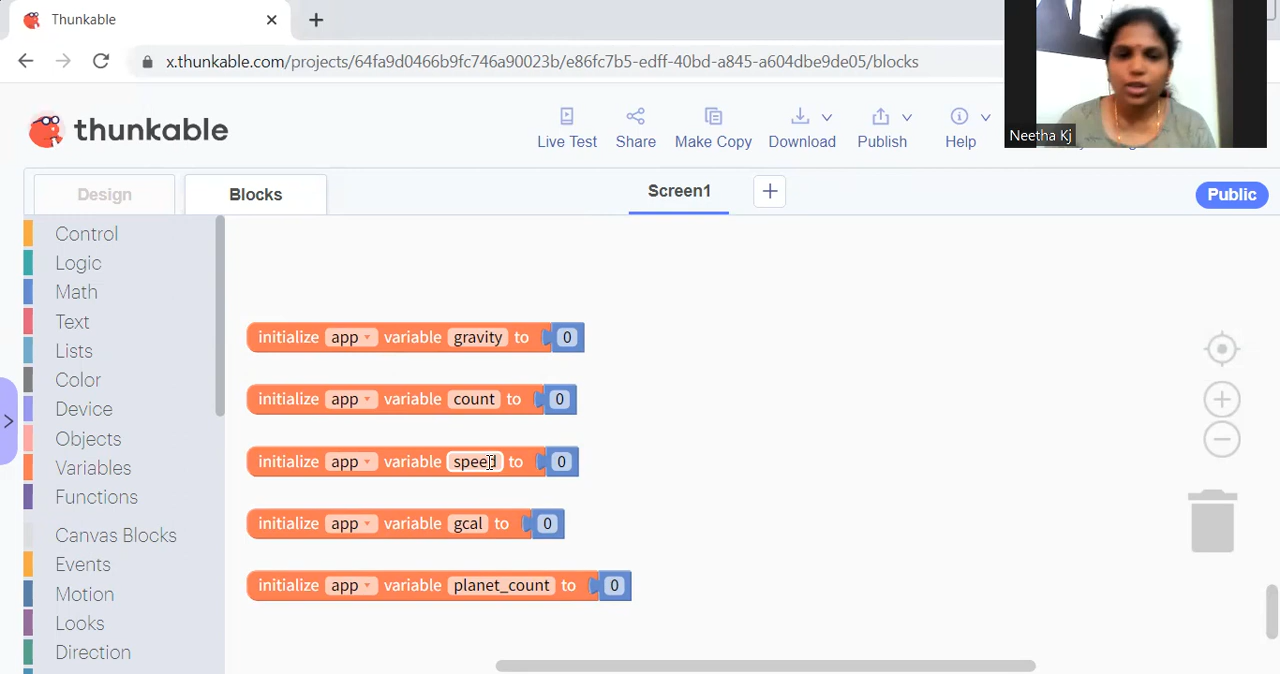 Thunkable
x.thunkable.com/projects/64fa9d046f6b9fc746a90023b/e86fc7b5-edff-40bd-a845-a604dbe9de05/blocks
thunkable
Live Test
Share
Make Copy
Download
Publish
Help
Neetha Kj
Design
Blocks
Screen1
Public
Control
Logic
Math
Text
Lists
Color
Device
Objects
Variables
Functions
Canvas Blocks
Events
Motion
Looks
Direction
initialize app variable gravity to 0
initialize app variable count to 0
initialize app variable speed to 0
initialize app variable gcal to 0
initialize app variable planet_count to 0